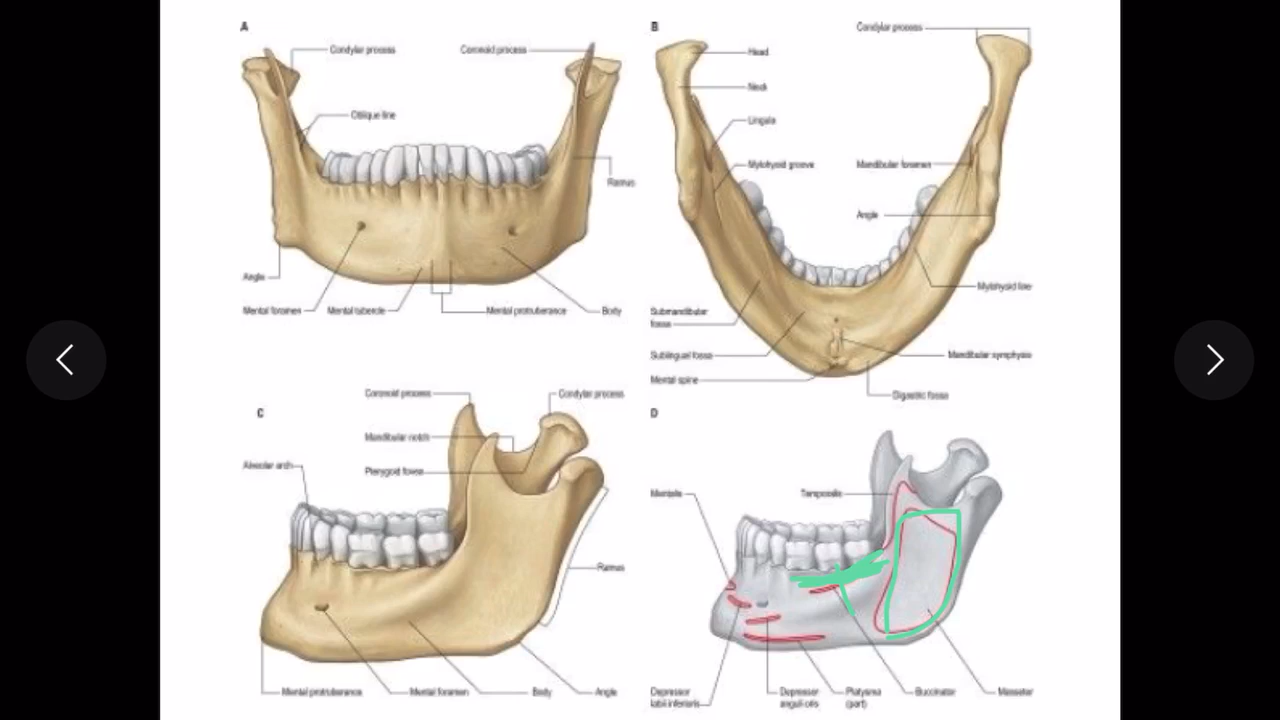 A
Condylar process
Coronoid process
Oblique line
Ramus
Angle
Mental foramen
Mental tubercle
Mental protuberance
Body
B
Condylar process
Head
Neck
Lingula
Mylohyoid groove
Mandibular foramen
Angle
Mylohyoid line
Submandibular
fossa
Sublingual fossa
Mandibular symphysis
Mental spine
Digastric fossa
C
Coronoid process
Condylar process
Mandibular notch
Alveolar arch
Pterygoid fovea
Ramus
Mental protuberance
Mental foramen
Body
Angle
D
Mentalis
Temporalis
Depressor
labii inferioris
Depressor
anguli oris
Platysma
(part)
Buccinator
Masseter